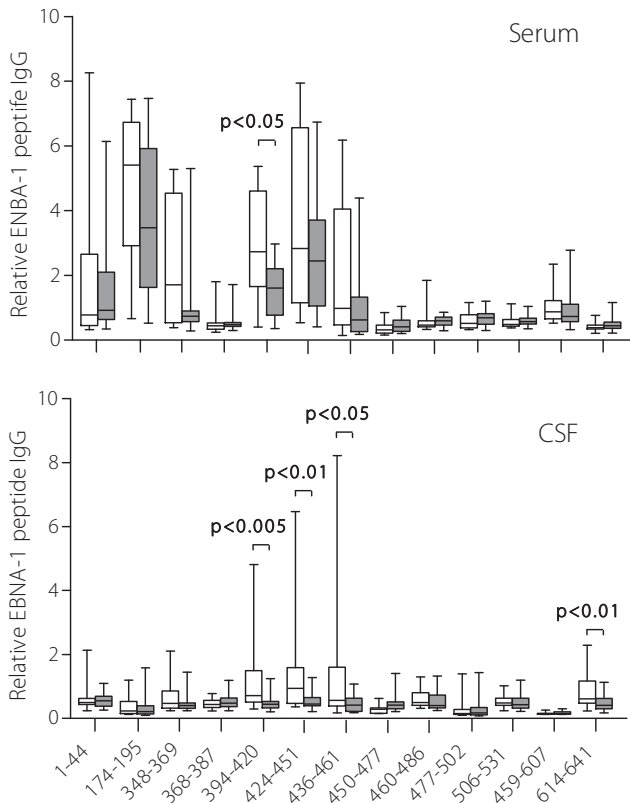 Serum
Relative ENBA-1 peptife IgG
10
8
6
4
2
0
p<0.05
CSF
Relative EBNA-1 peptide IgG
10
8
6
4
2
0
p<0.005
p<0.01
p<0.05
p<0.01
1-44
174-195
348-369
368-387
394-420
424-451
436-461
450-477
460-486
477-502
506-531
459-607
614-641